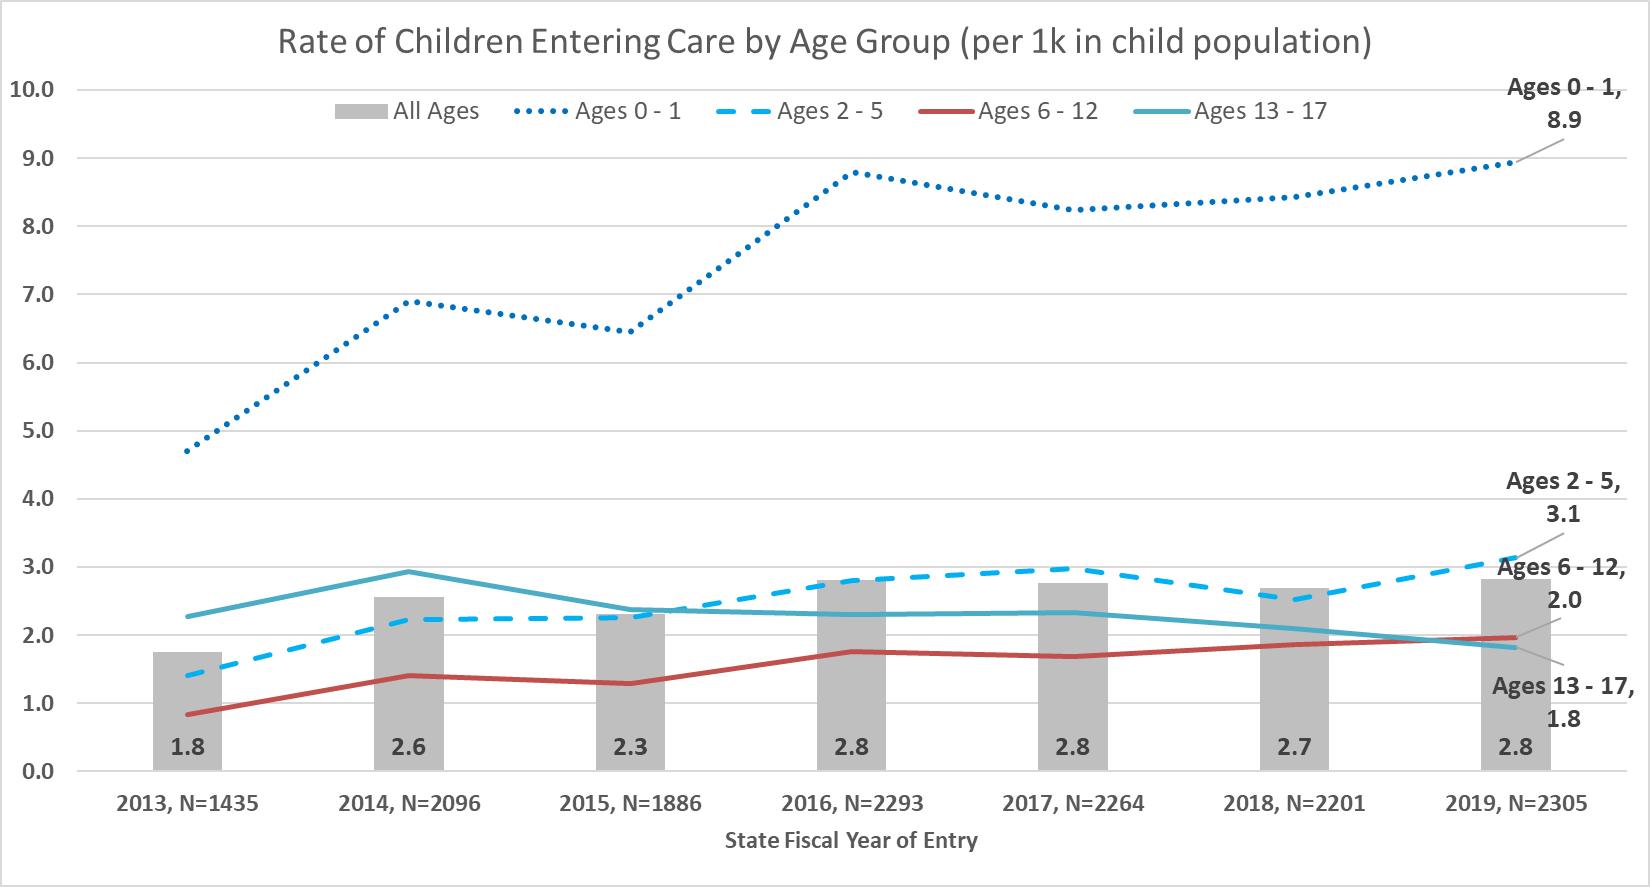 Rate of Children Entering Care by Age Group (per 1k in child population)
All Ages
Ages 0 - 1
Ages 2 - 5
Ages 6 - 12
Ages 13 - 17
10.0
9.0
8.0
7.0
6.0
5.0
4.0
3.0
2.0
1.0
0.0
Ages 0 - 1,
8.9
Ages 2 - 5,
3.1
Ages 6 - 12,
2.0
Ages 13 - 17,
1.8
1.8
2.6
2.3
2.8
2.8
2.7
2.8
2013, N=1435
2014, N=2096
2015, N=1886
2016, N=2293
2017, N=2264
2018, N=2201
2019, N=2305
State Fiscal Year of Entry